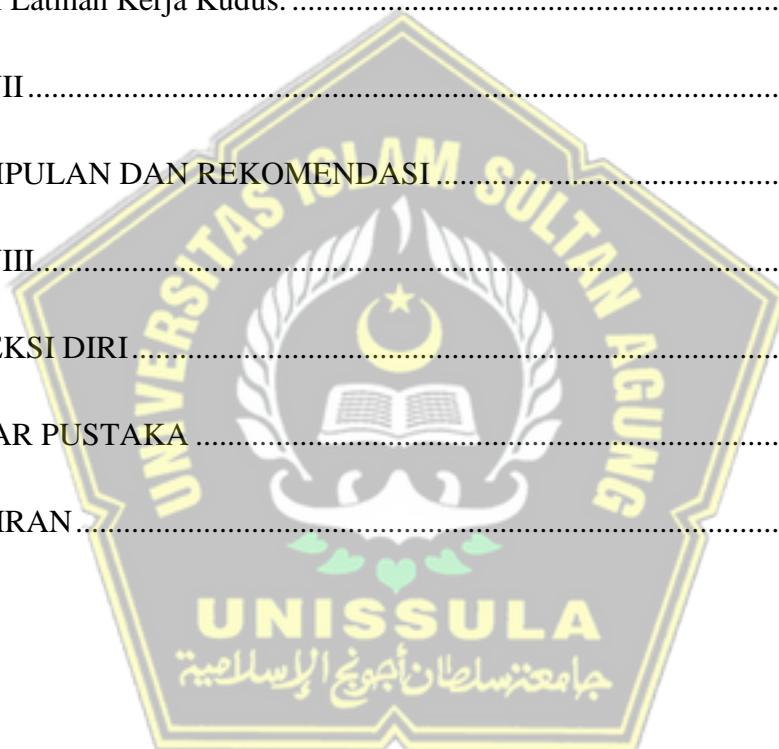 Latihan Kerja Kudus. ................................................................
VII ................................................................
IPULAN DAN REKOMENDASI ................................................................
VIII ................................................................
EKSI DIRI ................................................................
AR PUSTAKA ................................................................
IRAN ................................................................
UNIVERSITAS ISLAM SULTAN AGUNG
UNISSULA
جامعة سلطان أجونج الإسلامية